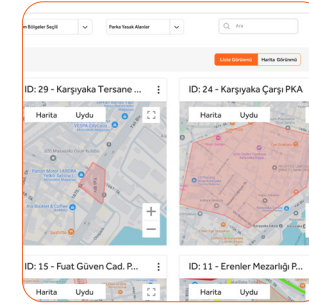 m Bölgeler Seçili
Parka Yasak Alanlar
Ara
Liste Görünümü
Harita Görünümü
ID: 29 - Karşıyaka Tersane ...
ID: 24 - Karşıyaka Çarşı PKA
Harita Uydu
Harita Uydu
ID: 15 - Fuat Güven Cad. P...
ID: 11 - Erenler Mezarlığı P...
Harita Uydu
Harita Uydu